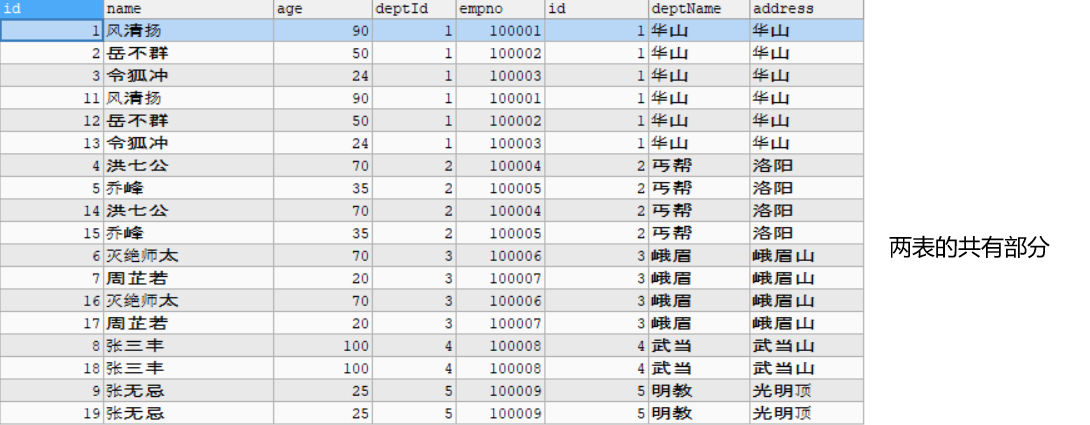 id name age deptId empno id deptName address
1 风清扬 90 1 100001 1 华山 华山
2 岳不群 50 1 100002 1 华山 华山
3 令狐冲 24 1 100003 1 华山 华山
11 风清扬 90 1 100001 1 华山 华山
12 岳不群 50 1 100002 1 华山 华山
13 令狐冲 24 1 100003 1 华山 华山
4 洪七公 70 2 100004 2 丐帮 洛阳
5 乔峰 35 2 100005 2 丐帮 洛阳
14 洪七公 70 2 100004 2 丐帮 洛阳
15 乔峰 35 2 100005 2 丐帮 洛阳
两表的共有部分
6 灭绝师太 70 3 100006 3 峨眉 峨眉山
7 周芷若 20 3 100007 3 峨眉 峨眉山
16 灭绝师太 70 3 100006 3 峨眉 峨眉山
17 周芷若 20 3 100007 3 峨眉 峨眉山
8 张三丰 100 4 100008 4 武当 武当山
18 张三丰 100 4 100008 4 武当 武当山
9 张无忌 25 5 100009 5 明教 光明顶
19 张无忌 25 5 100009 5 明教 光明顶